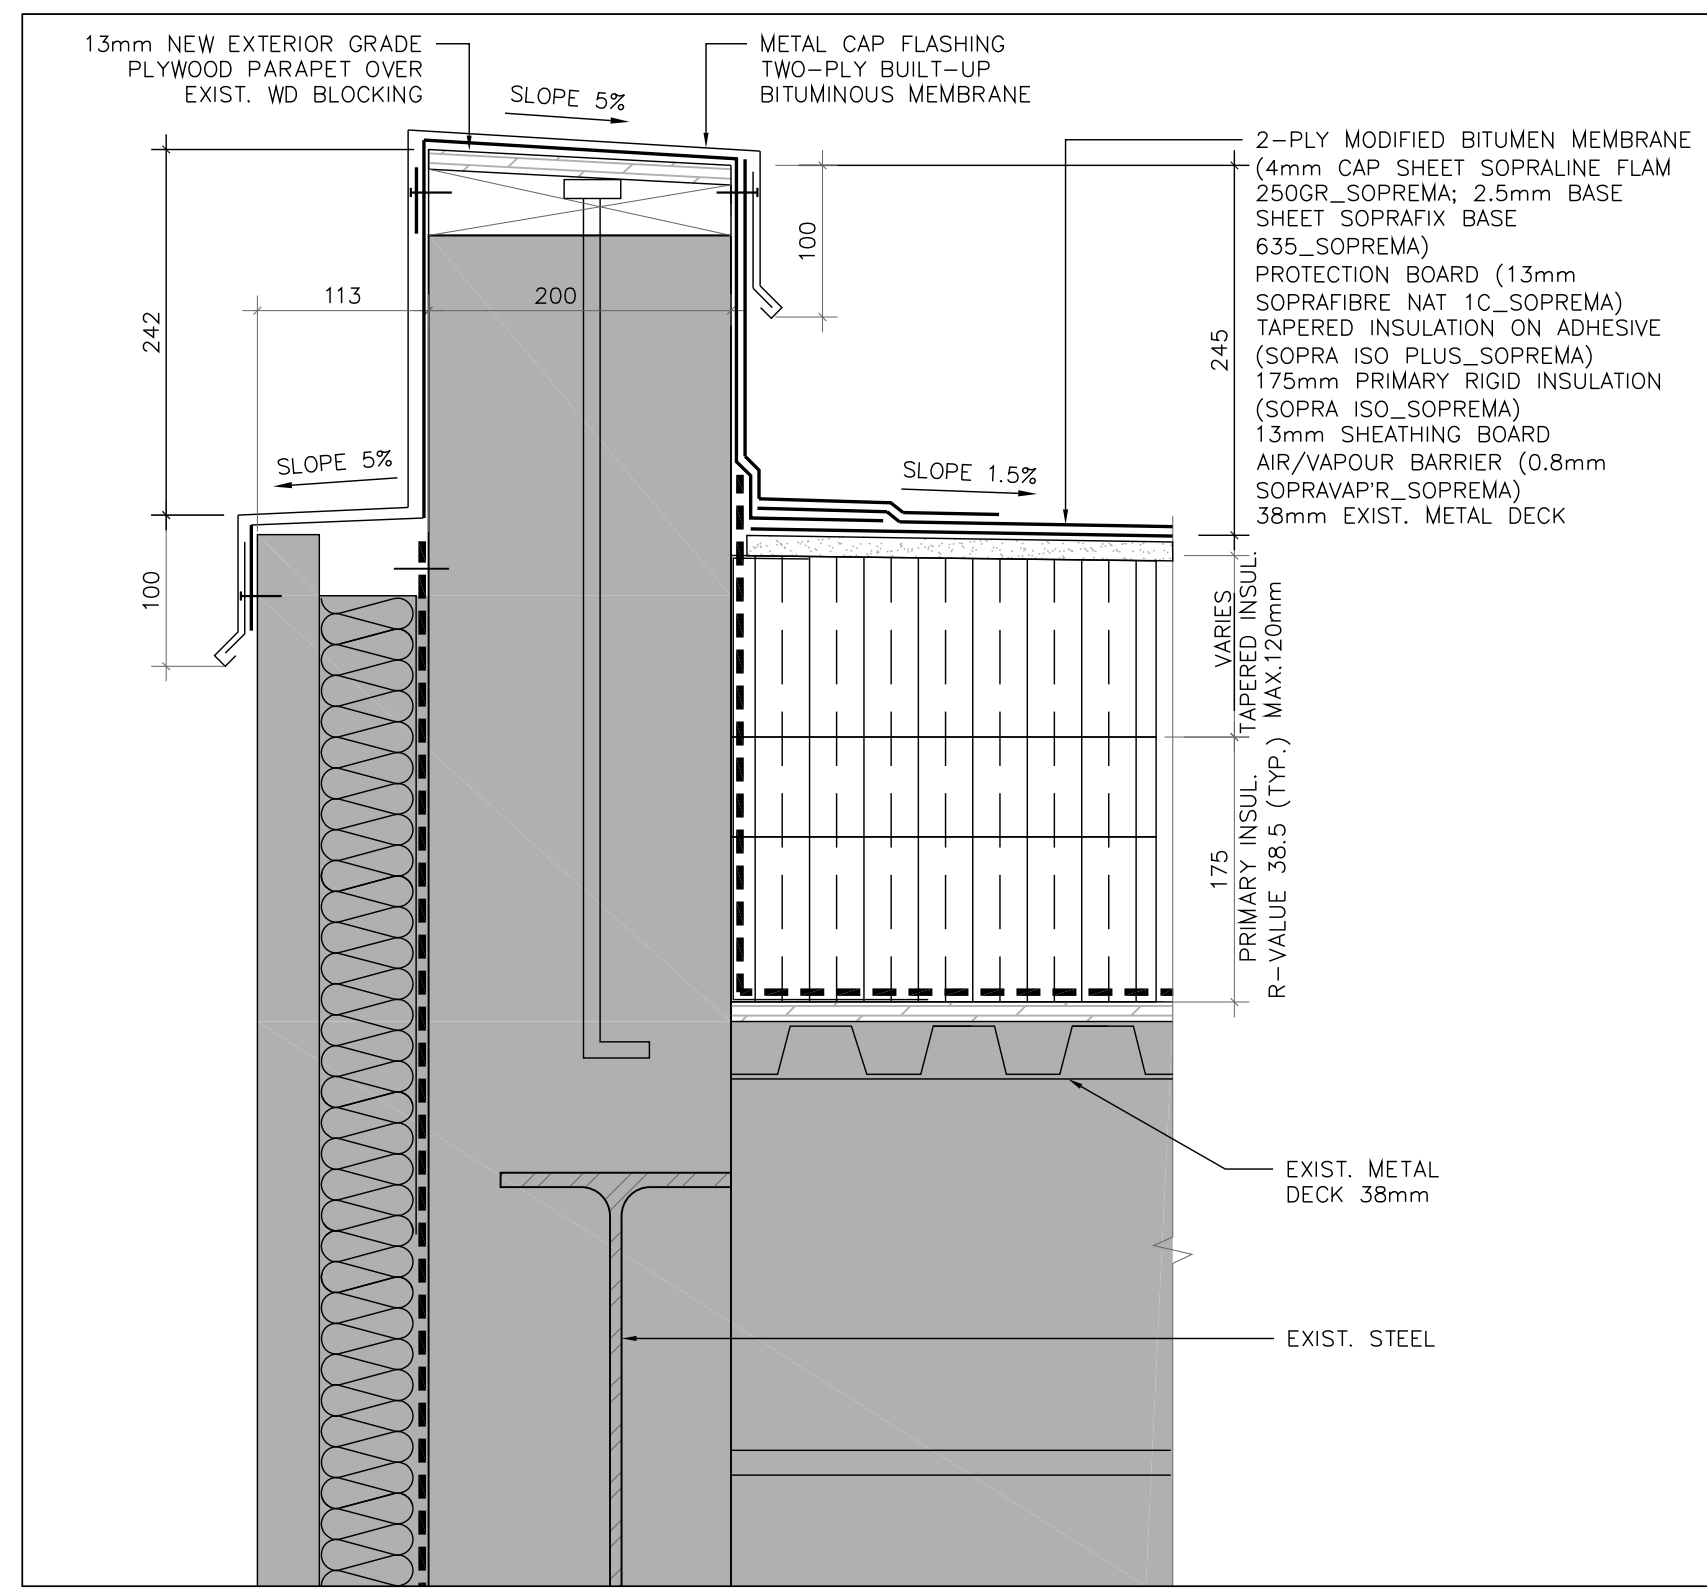 13mm NEW EXTERIOR GRADE
PLYWOOD PARAPET OVER
EXIST. WD BLOCKING
METAL CAP FLASHING
TWO-PLY BUILT-UP
BITUMINOUS MEMBRANE
SLOPE 5%
2-PLY MODIFIED BITUMEN MEMBRANE
(4mm CAP SHEET SOPRALINE FLAM
250GR_SOPREMA; 2.5mm BASE
SHEET SOPRAFIX BASE
635_SOPREMA)
PROTECTION BOARD (13mm
SOPRAFIBRE NAT 1C_SOPREMA)
TAPERED INSULATION ON ADHESIVE
(SOPRA ISO PLUS_SOPREMA)
175mm PRIMARY RIGID INSULATION
(SOPRA ISO_SOPREMA)
13mm SHEATHING BOARD
AIR/VAPOUR BARRIER (0.8mm
SOPRAVAP'R_SOPREMA)
38mm EXIST. METAL DECK
100
113
200
242
245
SLOPE 5%
SLOPE 1.5%
100
VARIES
TAPERED INSUL.
MAX.120mm
175
PRIMARY INSUL.
R-VALUE 38.5 (TYP.)
EXIST. METAL
DECK 38mm
EXIST. STEEL